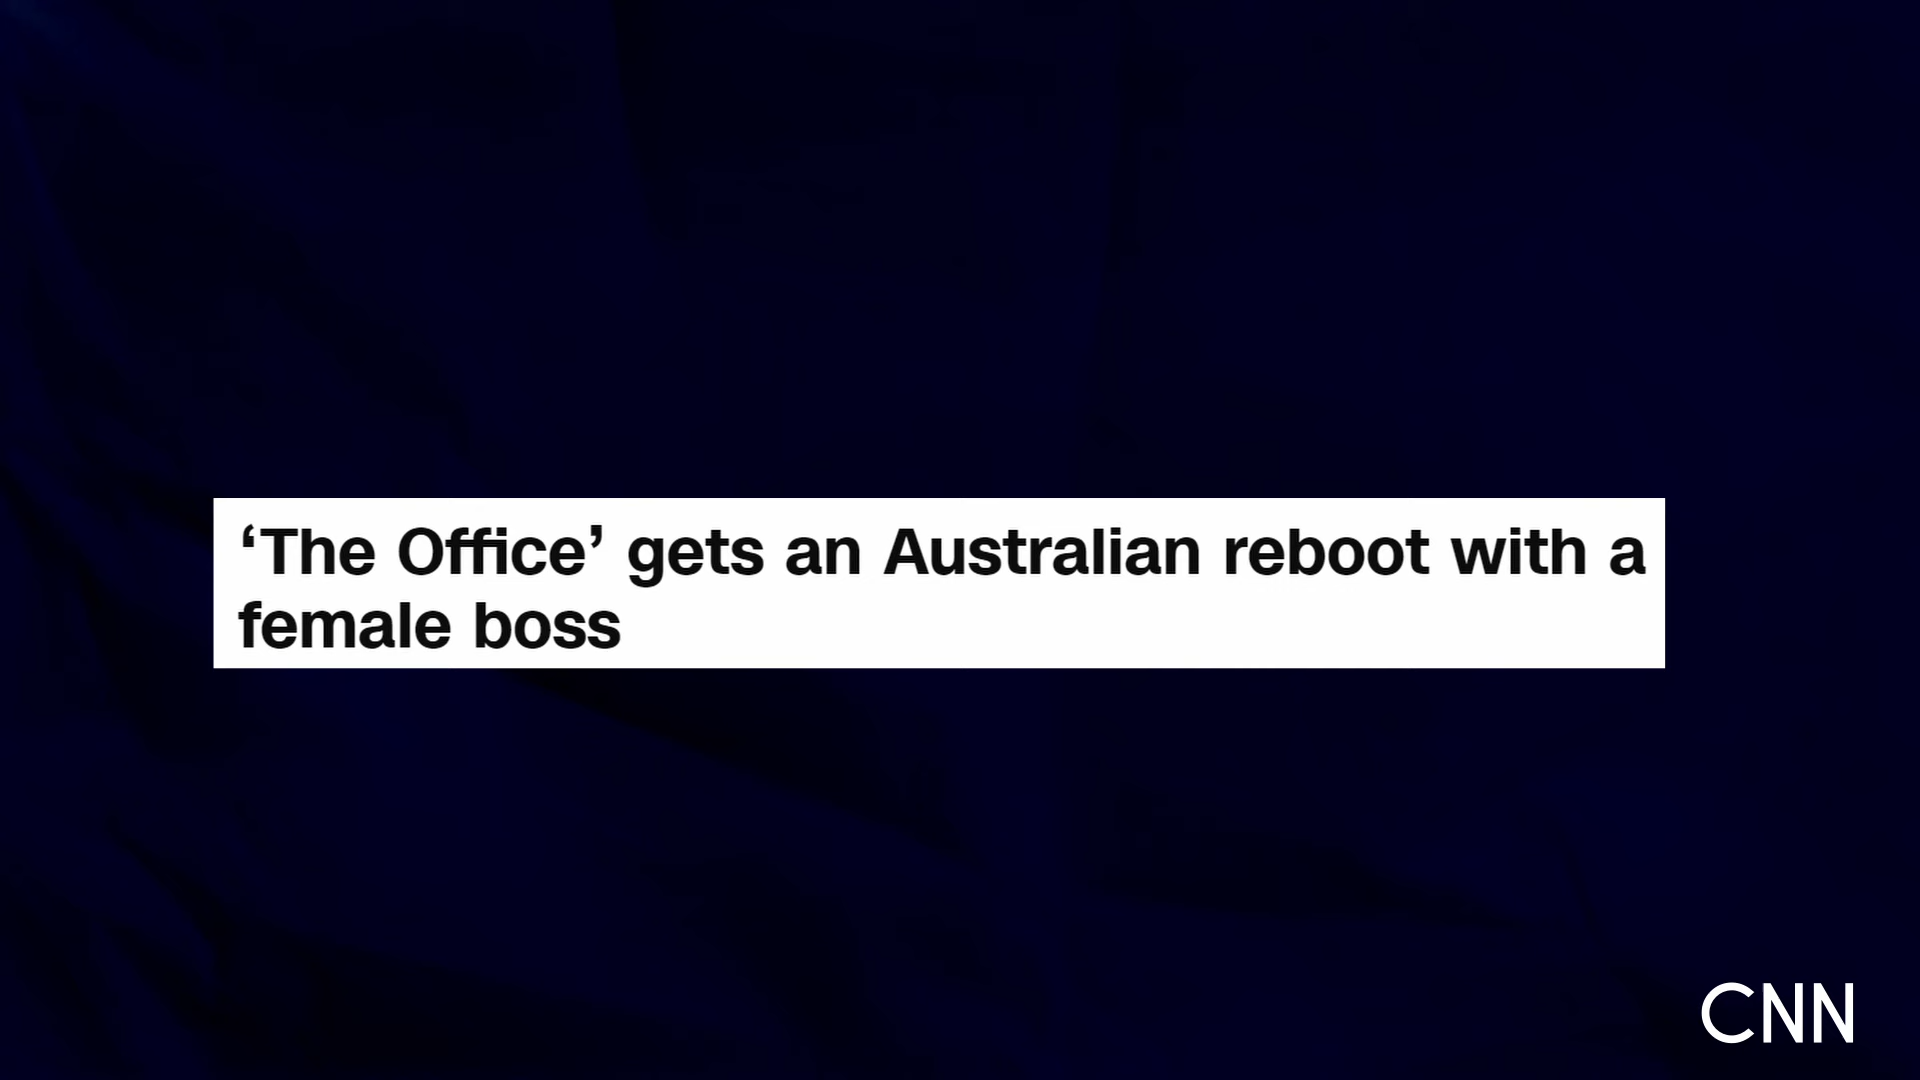 ‘The Office’ gets an Australian reboot with a
female boss
CNN